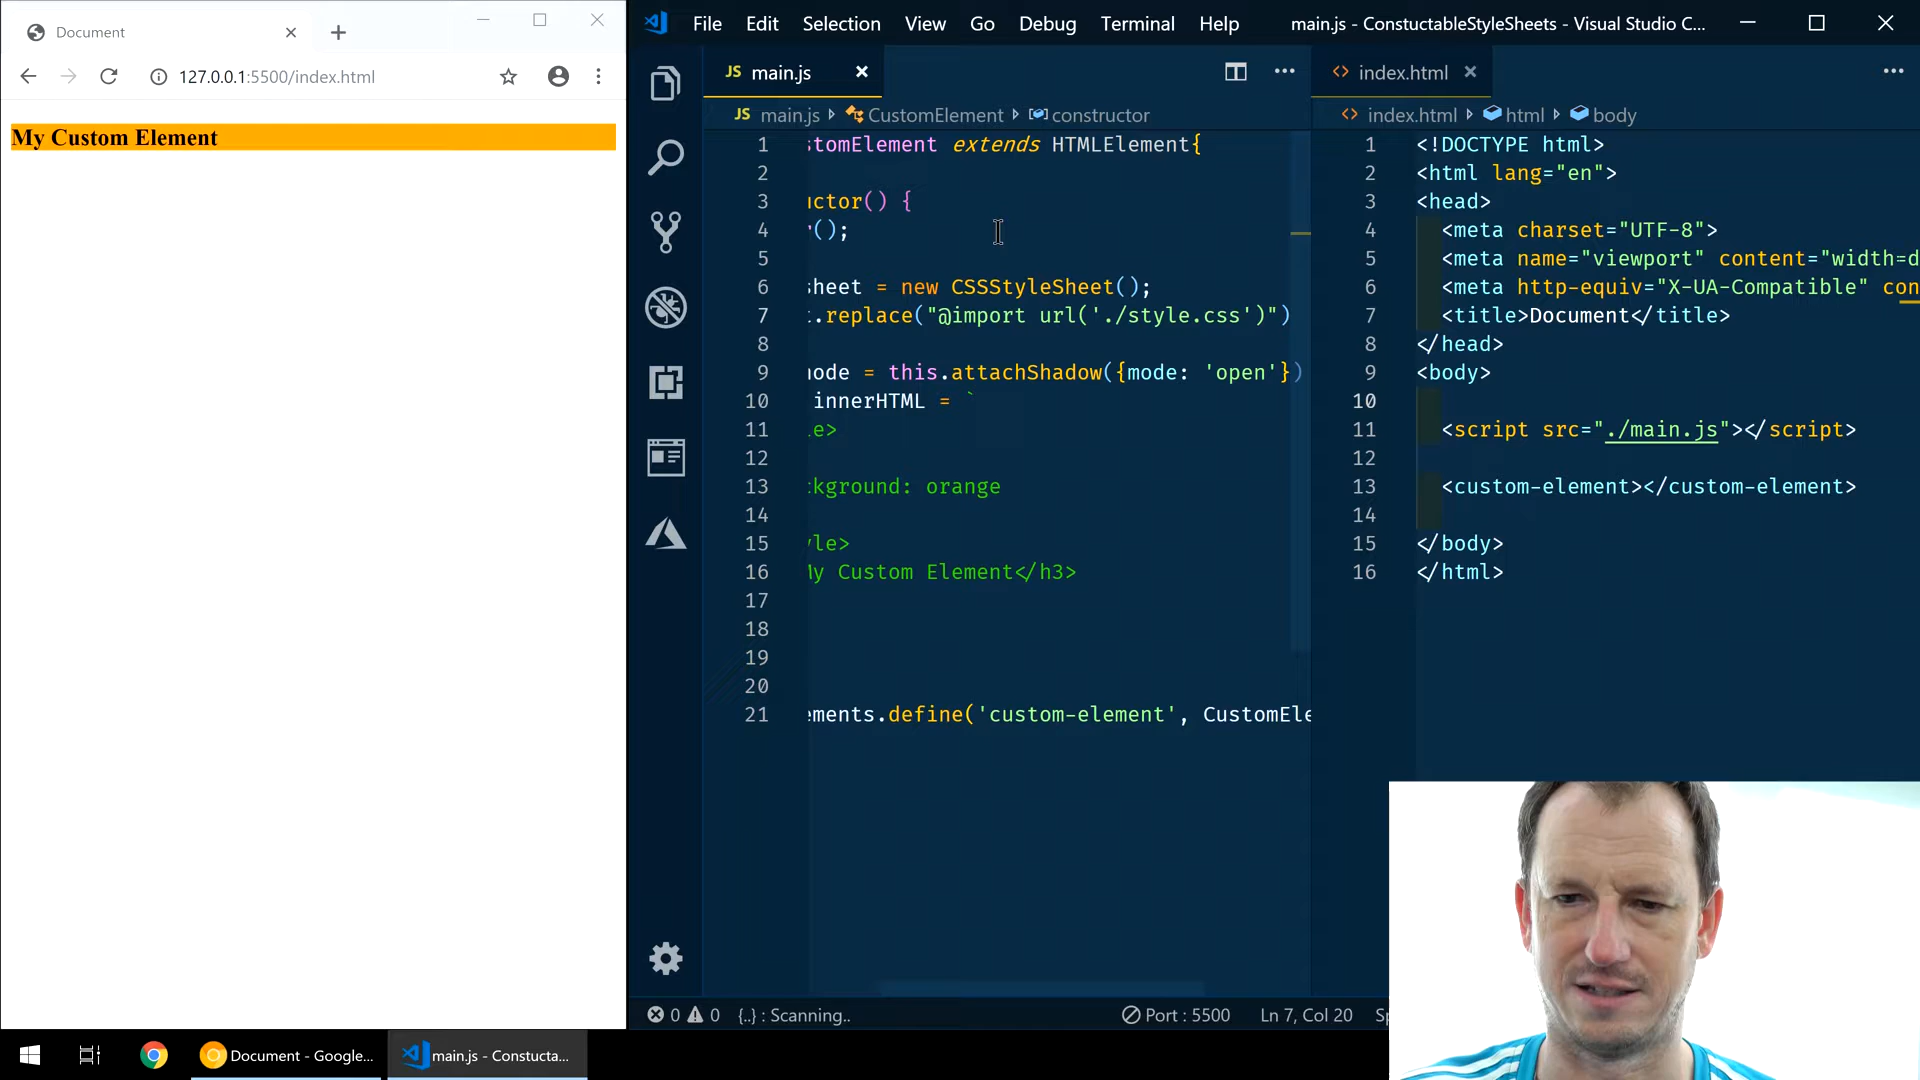 Document
127.0.0.1:5500/index.html
My Custom Element
File Edit Selection View Go Debug Terminal Help
main.js - ConstuctableStyleSheets - Visual Studio C...
JS main.js
JS main.js CustomElement constructor
1 stomElement extends HTMLElement{
2
3 uctor() {
4 ();
5
6 sheet = new CSSStyleSheet();
7 .replace("@import url('./style.css')")
8
9 node = this.attachShadow({mode: 'open'})
10 innerHTML = `
11 le>
12
13 ckground: orange
14
15 yle>
16 My Custom Element</h3>
17
18
19
20
21 ements.define('custom-element', CustomEle
<> index.html
<> index.html html body
1 <!DOCTYPE html>
2 <html lang="en">
3 <head>
4 <meta charset="UTF-8">
5 <meta name="viewport" content="width=d
6 <meta http-equiv="X-UA-Compatible" con
7 <title>Document</title>
8 </head>
9 <body>
10
11 <script src="./main.js"></script>
12
13 <custom-element></custom-element>
14
15 </body>
16 </html>
0 0 {..} : Scanning..
Port : 5500 Ln 7, Col 20 Sp
Document - Google...
main.js - Constucta...